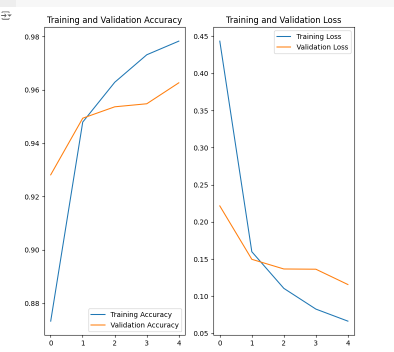 Training and Validation Accuracy
0.98
0.96
0.94
0.92
0.90
0.88
0 1 2 3 4
Training Accuracy
Validation Accuracy
Training and Validation Loss
0.45
0.40
0.35
0.30
0.25
0.20
0.15
0.10
0.05
0 1 2 3 4
Training Loss
Validation Loss